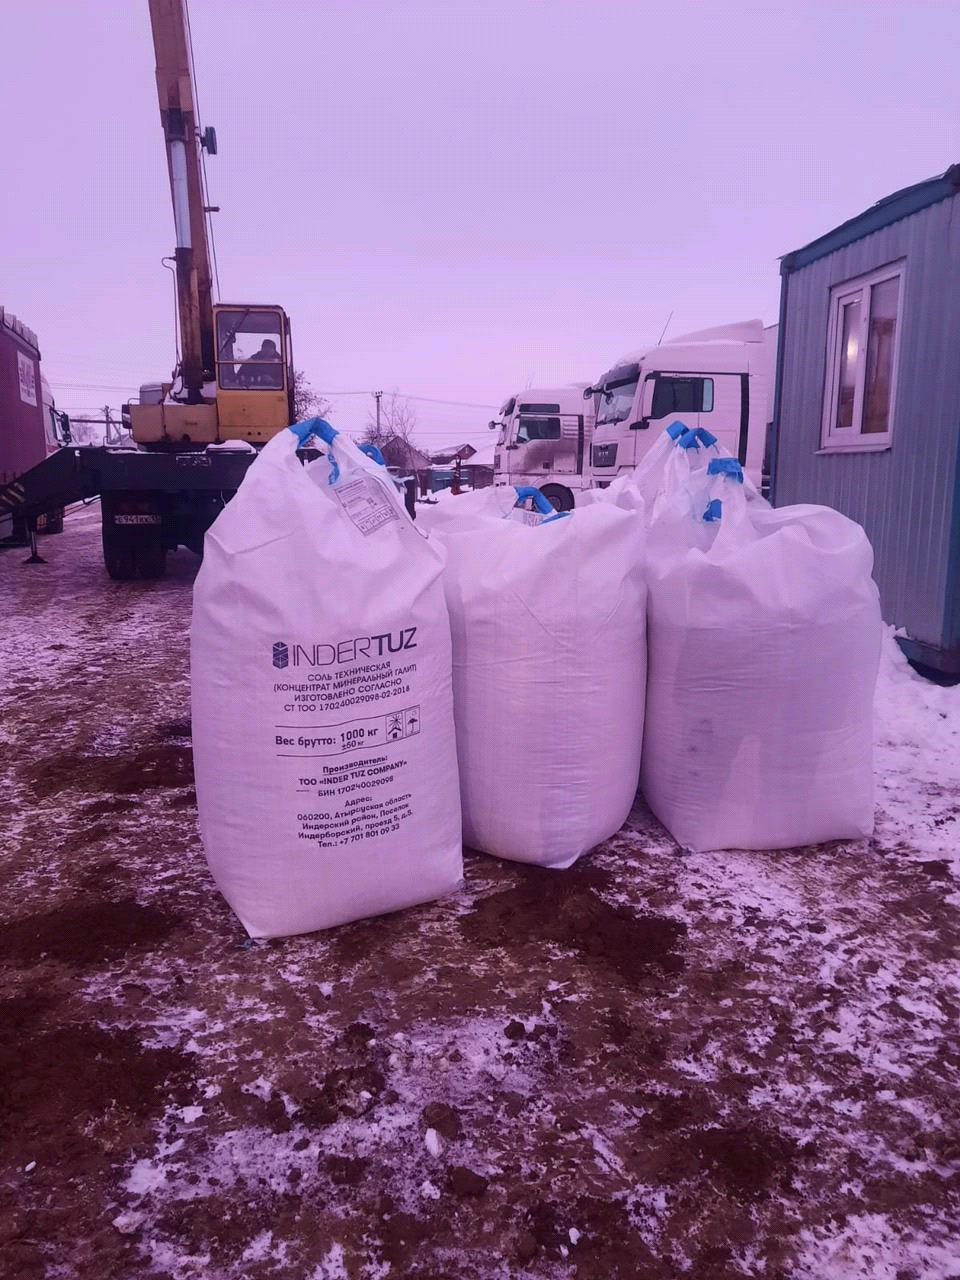 INDERTUZ
СОЛЬ ТЕХНИЧЕСКАЯ
(КОНЦЕНТРАТ МИНЕРАЛЬНЫЙ ГАЛИТ)
ИЗГОТОВЛЕНО СОГЛАСНО
СТ ТОО 170240029098-02-2018
Вес брутто: 1000 кг
±50 кг
Производитель:
ТОО «INDER TUZ COMPANY»
БИН 170240029098
Адрес:
060200, Атырауская область
Индерский район, Поселок
Индерборский, проезд 5, д.5.
Тел.: +7 701 801 09 33